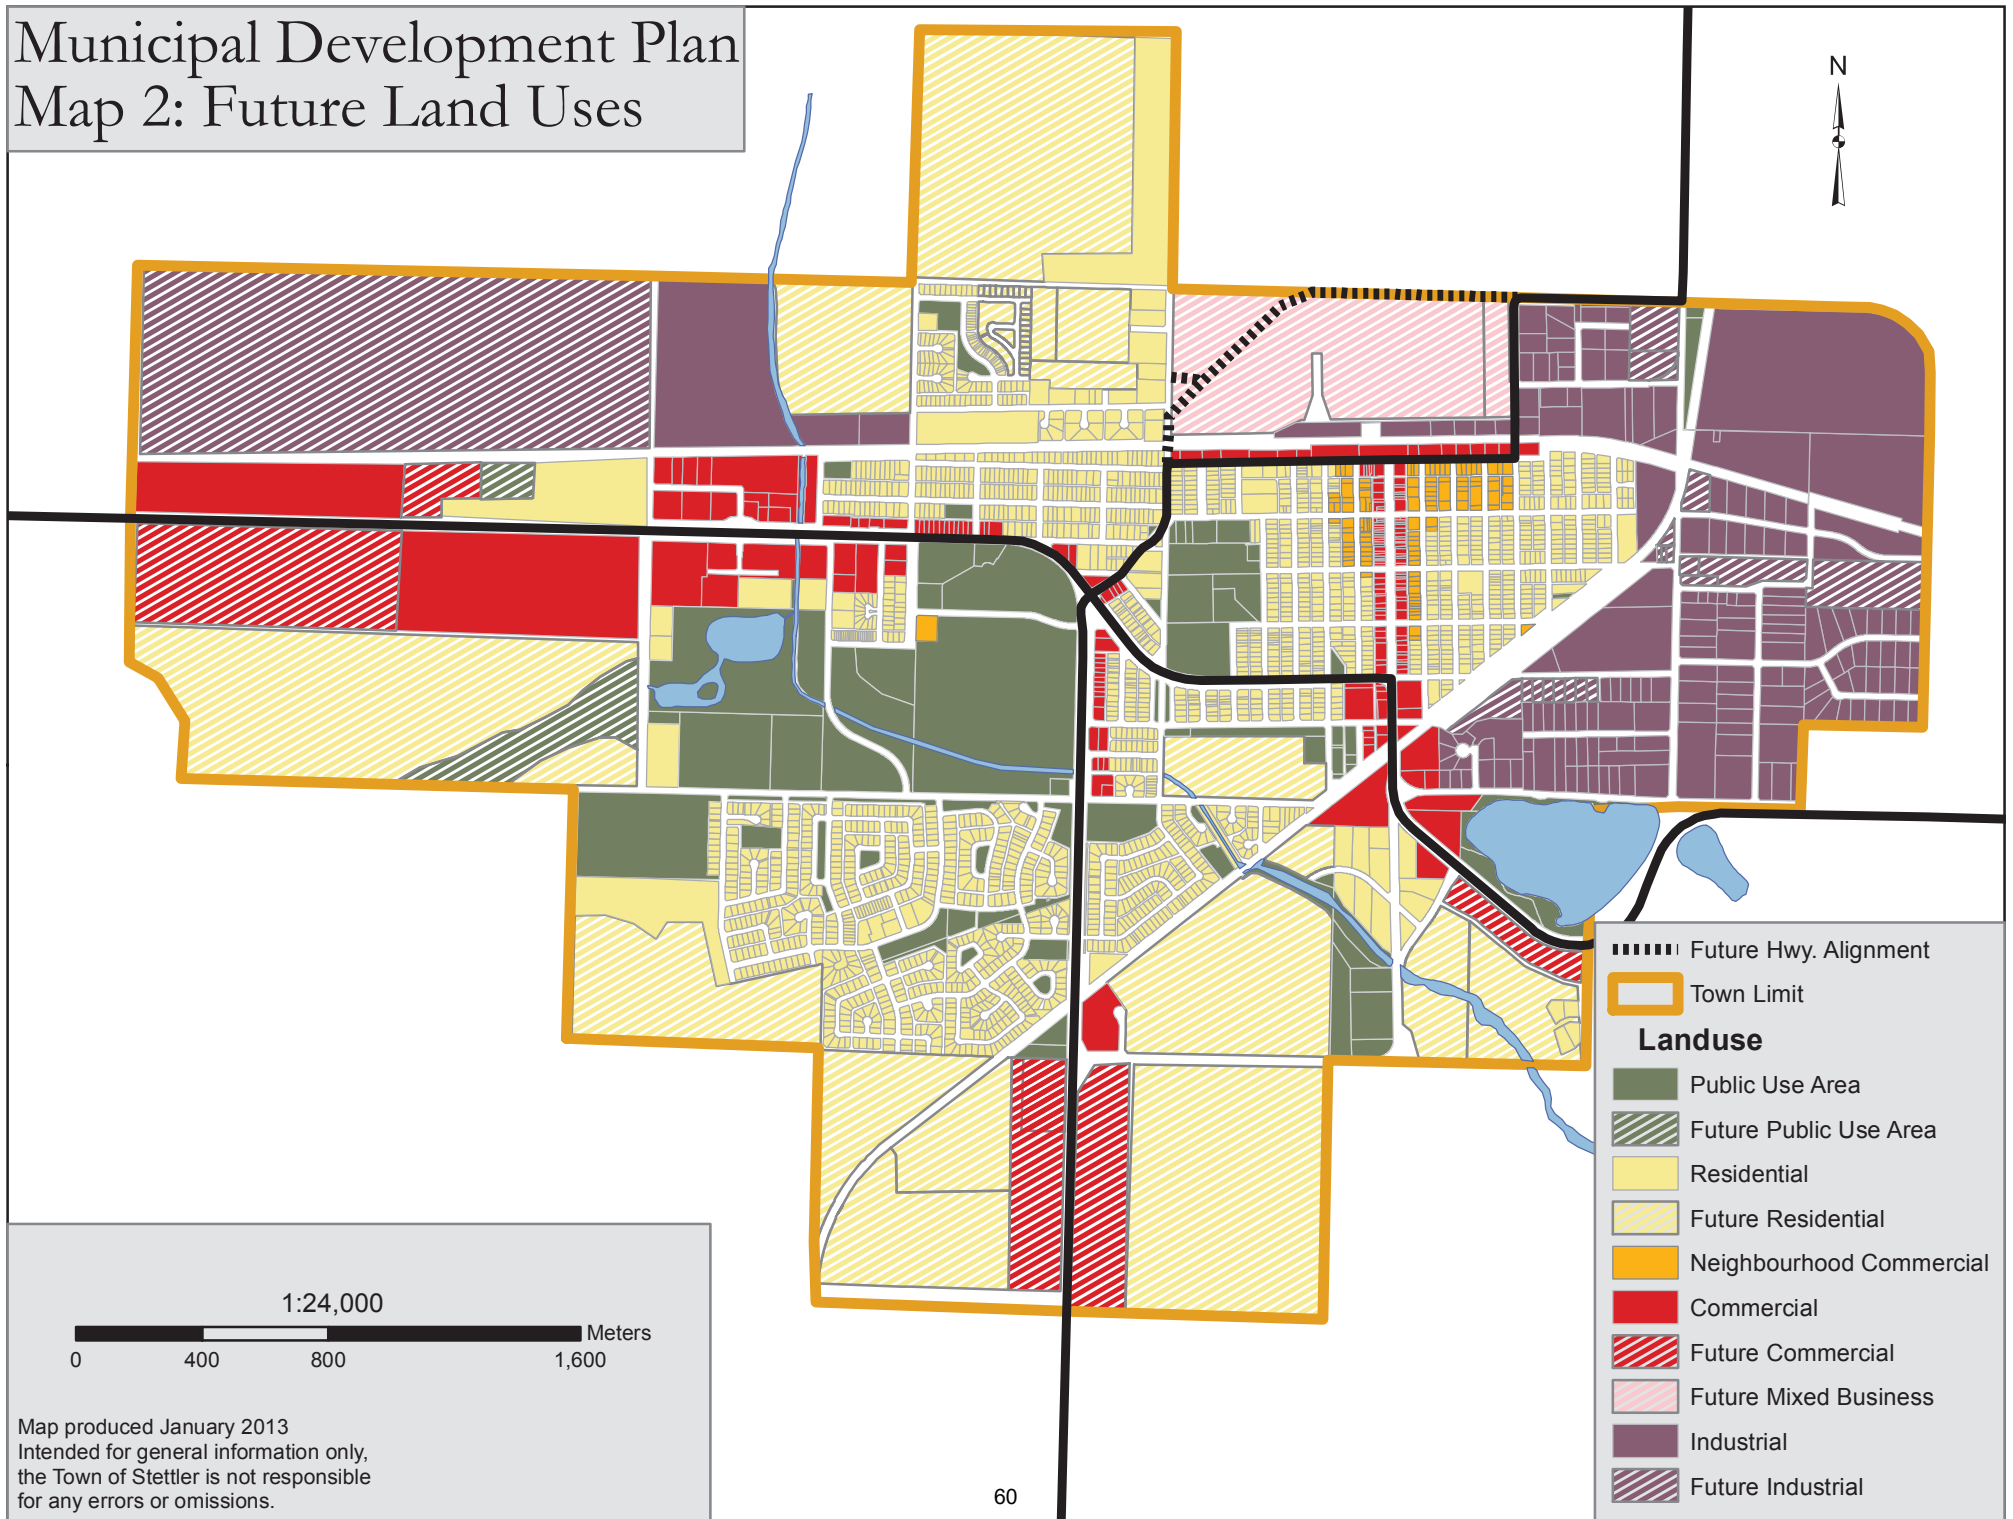 Municipal Development Plan
Map 2: Future Land Uses
N
Future Hwy. Alignment
Town Limit
Landuse
Public Use Area
Future Public Use Area
Residential
Future Residential
Neighbourhood Commercial
Commercial
Future Commercial
Future Mixed Business
Industrial
Future Industrial
1:24,000
Meters
0 400 800 1,600
Map produced January 2013
Intended for general information only,
the Town of Stettler is not responsible
for any errors or omissions.
60